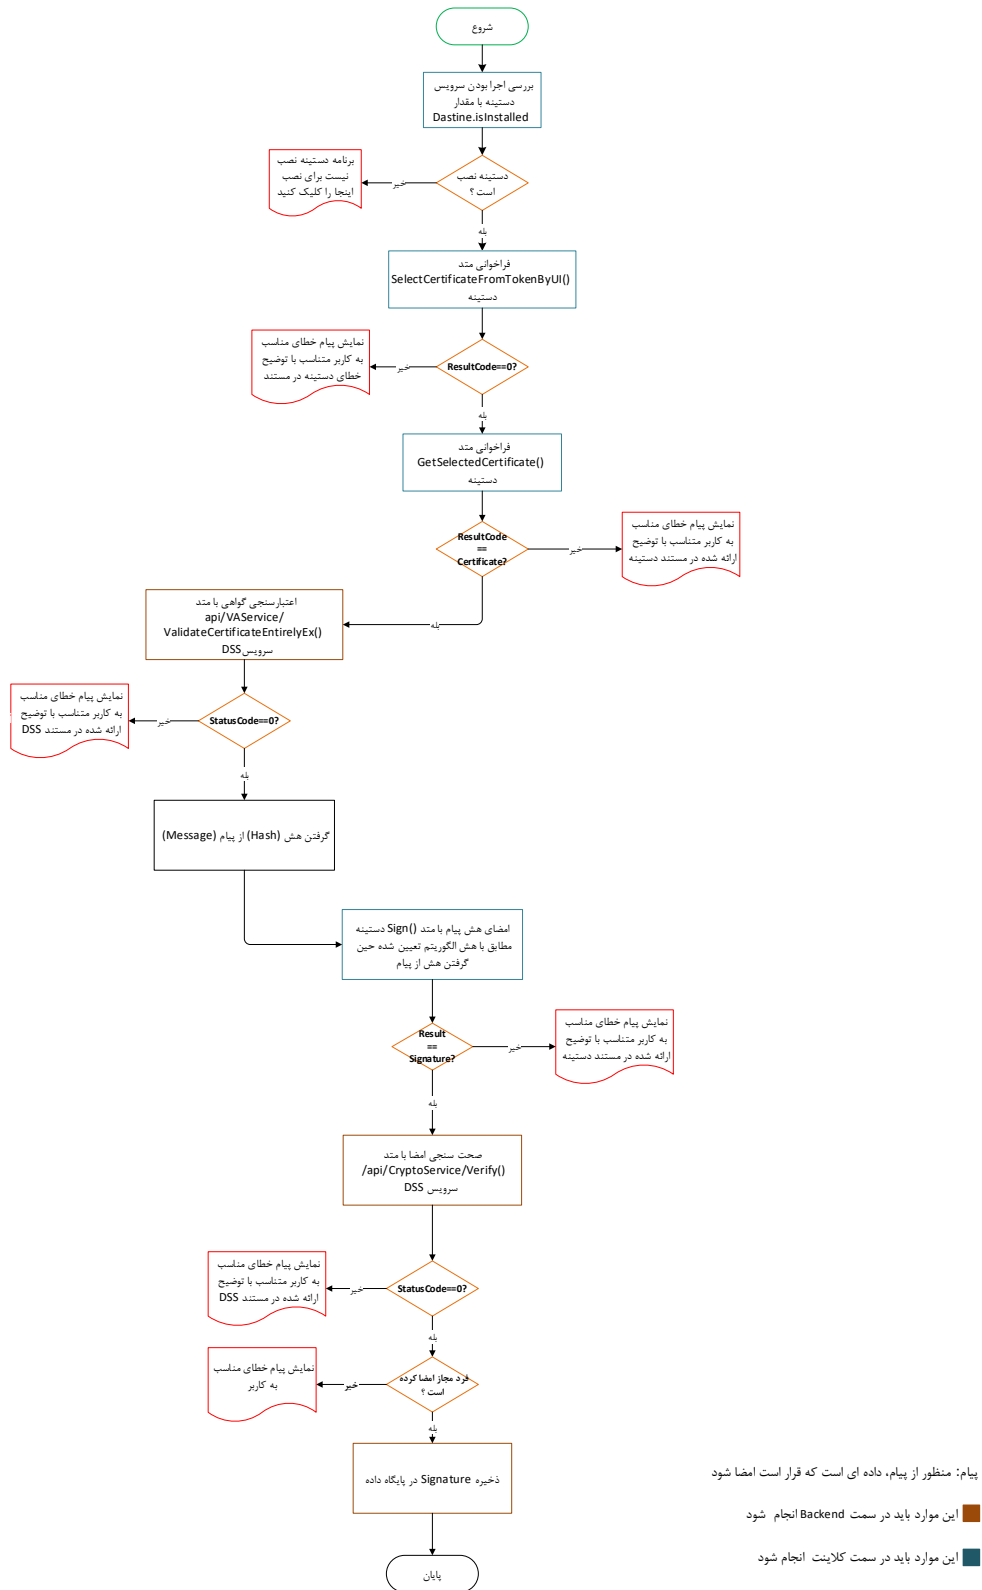 شروع
بررسی اجرا بودن سرویس
دستینه با مقدار
Dastine.isInstalled
دستینه نصب
است ؟
خیر
برنامه دستینه نصب
نیست برای نصب
اینجا را کلیک کنید
بله
فراخوانی متد
SelectCertificateFromTokenByUI()
دستینه
ResultCode==0?
خیر
نمایش پیام خطای مناسب
به کاربر متناسب با توضیح
خطای دستینه در مستند
بله
فراخوانی متد
GetSelectedCertificate()
دستینه
ResultCode
==
Certificate?
خیر
نمایش پیام خطای مناسب
به کاربر متناسب با توضیح
ارائه شده در مستند دستینه
بله
اعتبارسنجی گواهی با متد
api/VAService/
ValidateCertificateEntirelyEx()
سرویس DSS
StatusCode==0?
خیر
نمایش پیام خطای مناسب
به کاربر متناسب با توضیح
ارائه شده در مستند DSS
بله
گرفتن هش (Hash) از پیام (Message)
امضای هش پیام با متد Sign() دستینه
مطابق با هش الگوریتم تعیین شده حین
گرفتن هش از پیام
Result
==
Signature?
خیر
نمایش پیام خطای مناسب
به کاربر متناسب با توضیح
ارائه شده در مستند دستینه
بله
صحت سنجی امضا با متد
/api/CryptoService/Verify()
سرویس DSS
StatusCode==0?
خیر
نمایش پیام خطای مناسب
به کاربر متناسب با توضیح
ارائه شده در مستند DSS
بله
فرد مجاز امضا کرده
است ؟
خیر
نمایش پیام خطای مناسب
به کاربر
بله
ذخیره Signature در پایگاه داده
پایان
پیام: منظور از پیام، داده ای است که قرار است امضا شود
این موارد باید در سمت Backend انجام شود
این موارد باید در سمت کلاینت انجام شود